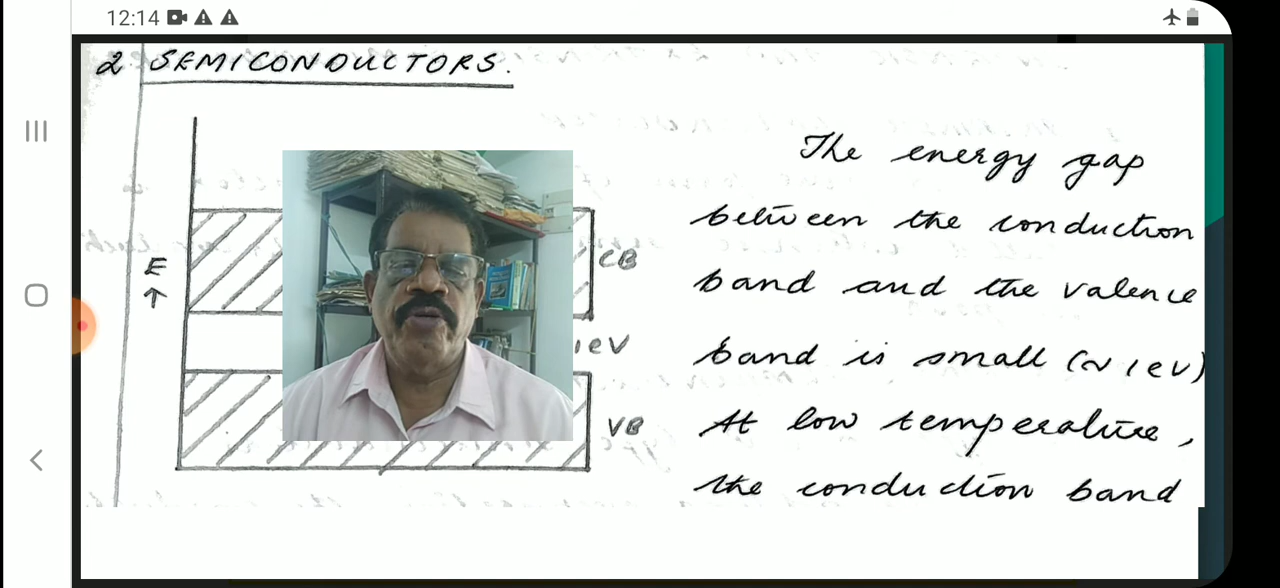 12:14
2 SEMICONDUCTORS.
The energy gap
between the conduction
band and the valence
band is small (~1eV)
At low temperature,
the conduction band
E
CB
1eV
VB